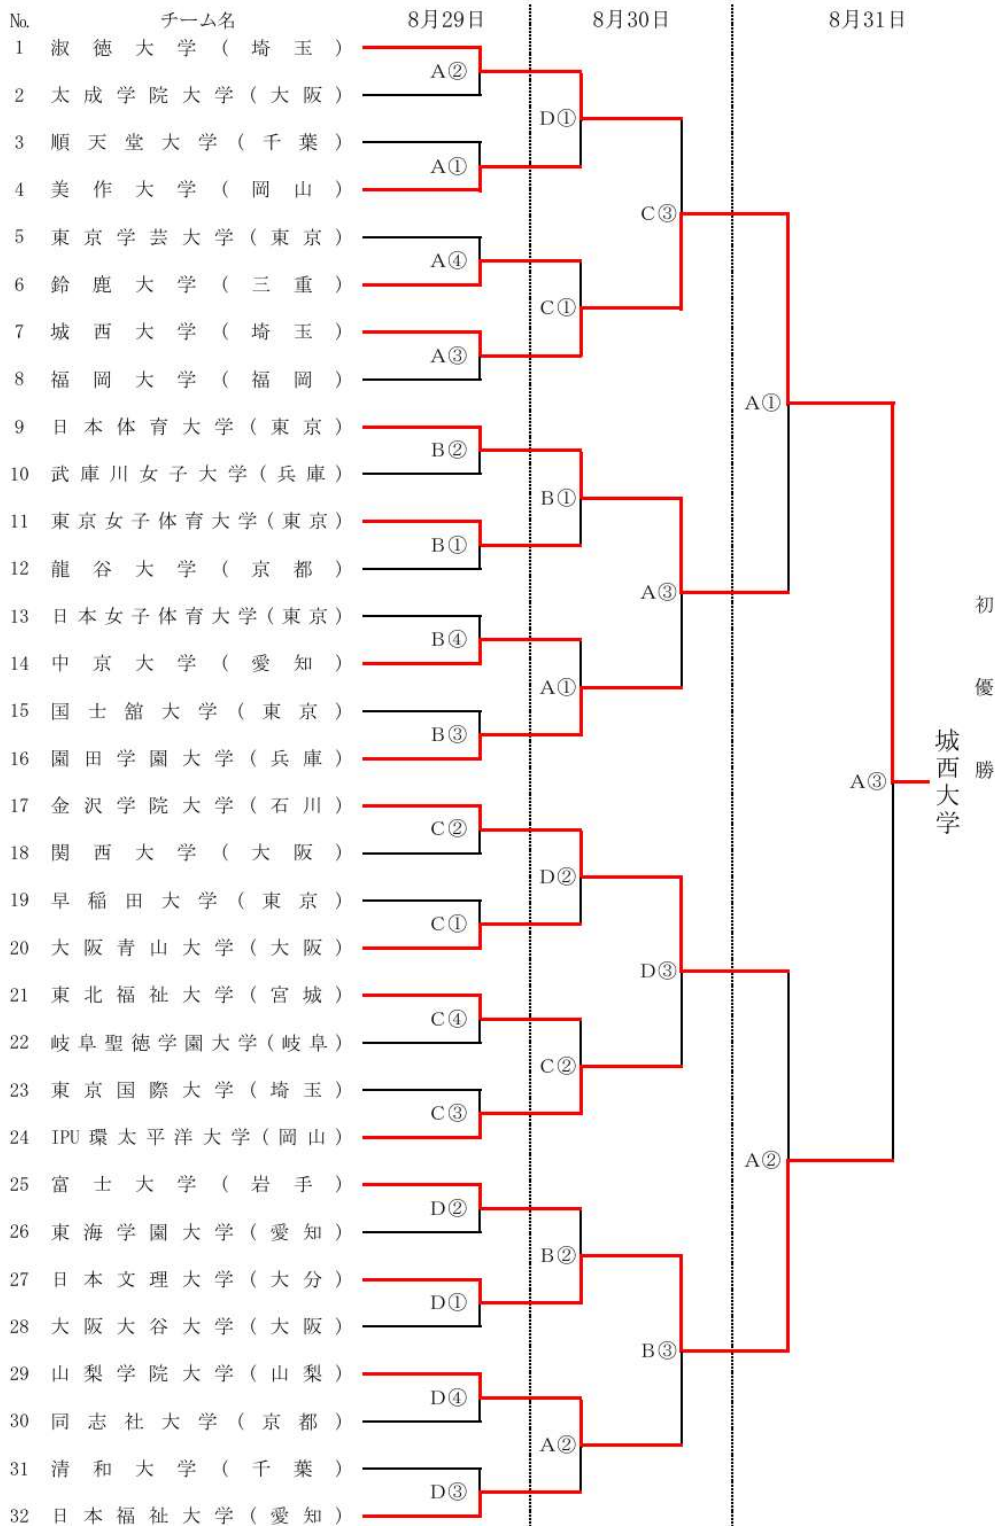 No. チーム名 8月29日 8月30日 8月31日
1 淑徳大学(埼玉)
A②
2 太成学院大学(大阪)
D①
3 順天堂大学(千葉)
A①
4 美作大学(岡山)
C③
5 東京学芸大学(東京)
A④
6 鈴鹿大学(三重)
C①
7 城西大学(埼玉)
A③
8 福岡大学(福岡)
A①
9 日本体育大学(東京)
B②
10 武庫川女子大学(兵庫)
B①
11 東京女子体育大学(東京)
B①
12 龍谷大学(京都)
A③
13 日本女子体育大学(東京)
B④
14 中京大学(愛知)
A①
15 国士舘大学(東京)
B③
16 園田学園大学(兵庫)
A③
城西大学
初優勝
17 金沢学院大学(石川)
C②
18 関西大学(大阪)
D②
19 早稲田大学(東京)
C①
20 大阪青山大学(大阪)
D③
21 東北福祉大学(宮城)
C④
22 岐阜聖徳学園大学(岐阜)
C②
23 東京国際大学(埼玉)
C③
24 IPU環太平洋大学(岡山)
A②
25 富士大学(岩手)
D②
26 東海学園大学(愛知)
B②
27 日本文理大学(大分)
D①
28 大阪大谷大学(大阪)
B③
29 山梨学院大学(山梨)
D④
30 同志社大学(京都)
A②
31 清和大学(千葉)
D③
32 日本福祉大学(愛知)